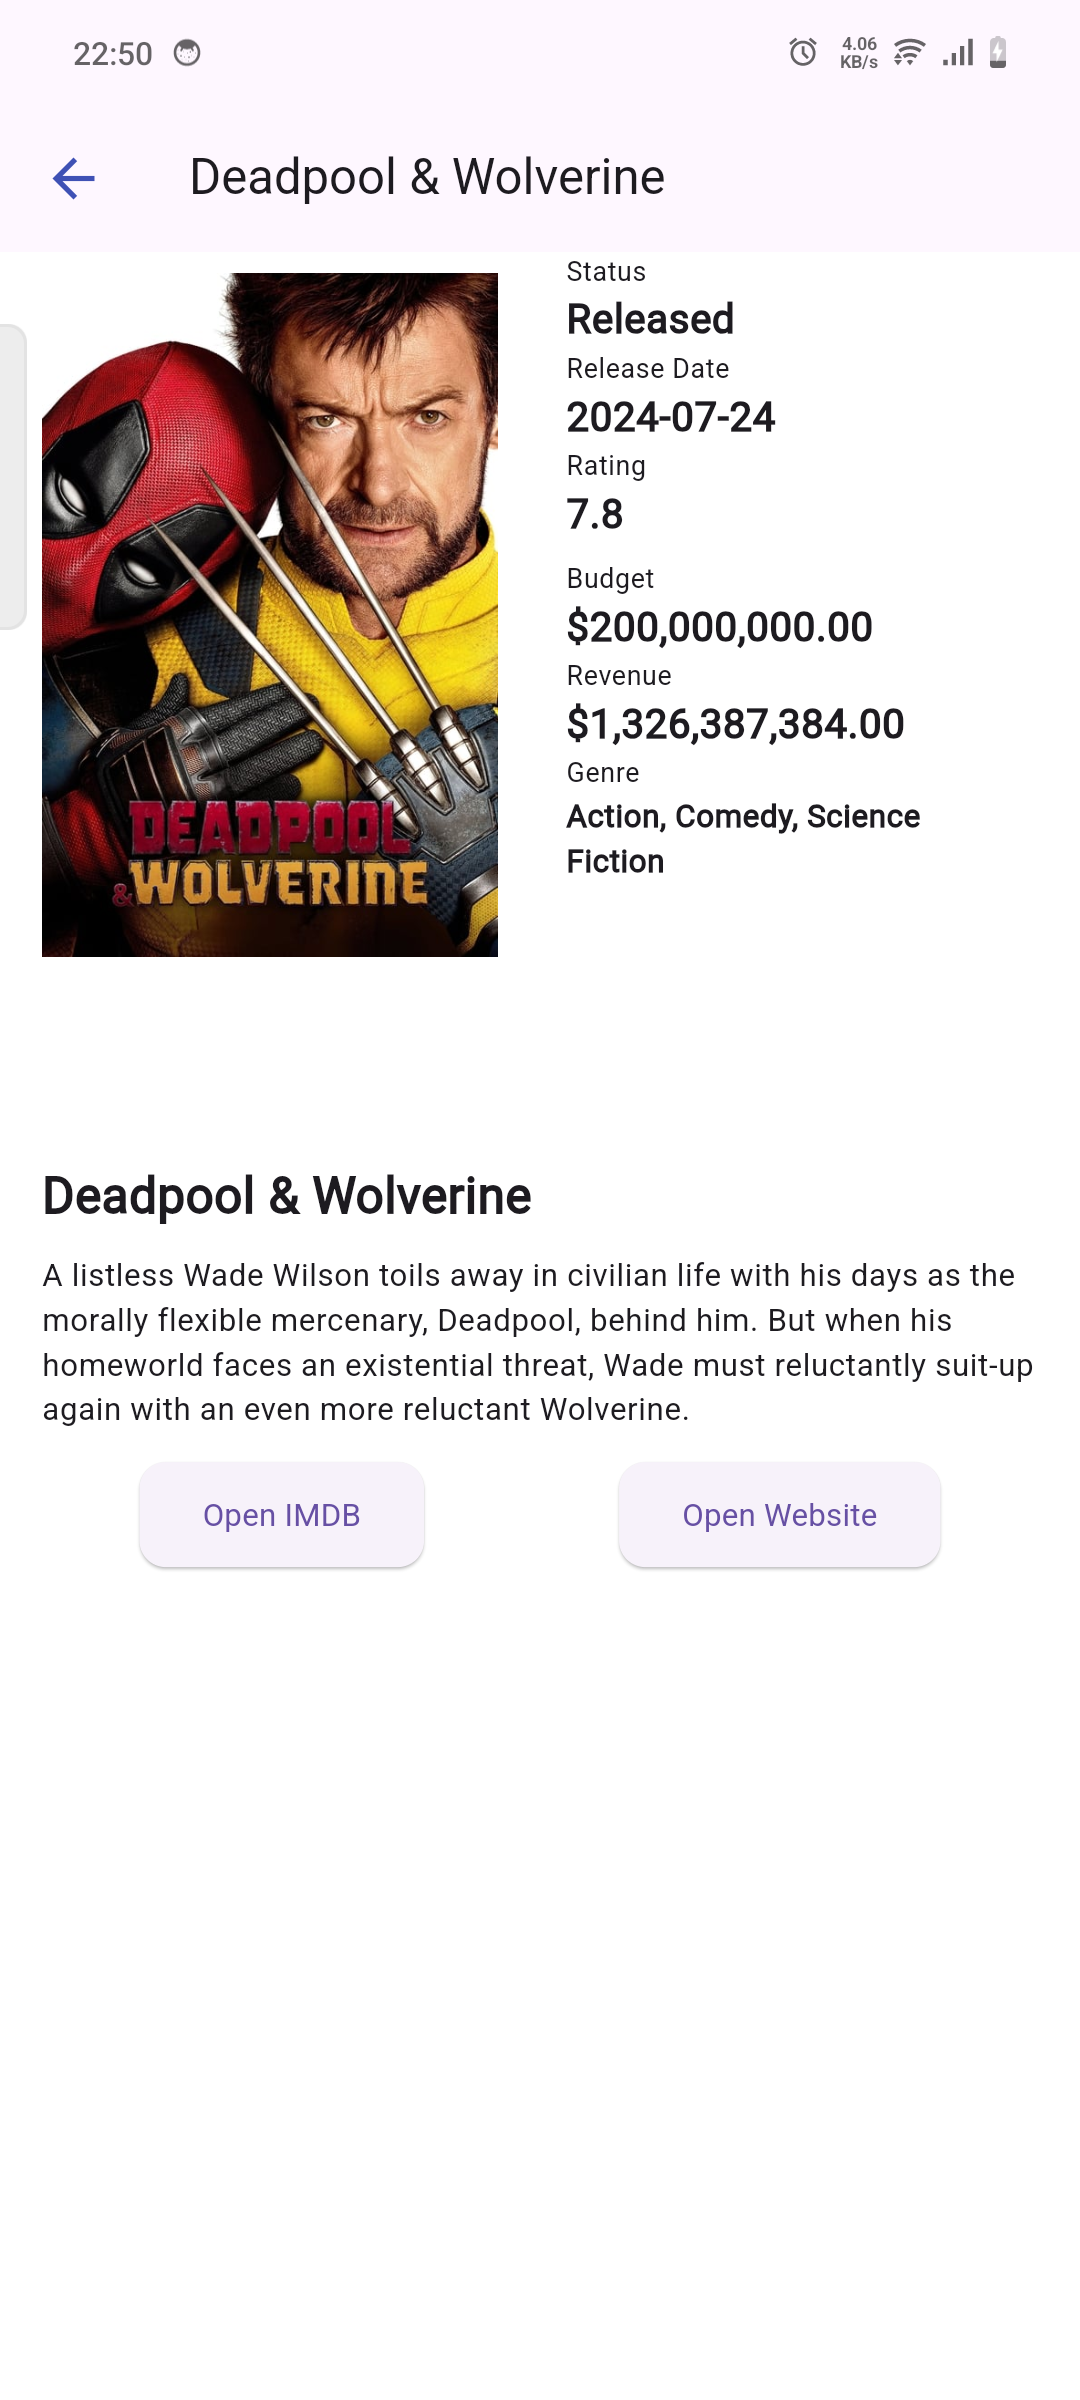 22:50
4.06
KB/s
Deadpool & Wolverine
Status
Released
Release Date
2024-07-24
Rating
7.8
Budget
$200,000,000.00
Revenue
$1,326,387,384.00
Genre
Action, Comedy, Science
Fiction
DEADPOOL
&WOLVERINE
Deadpool & Wolverine
A listless Wade Wilson toils away in civilian life with his days as the
morally flexible mercenary, Deadpool, behind him. But when his
homeworld faces an existential threat, Wade must reluctantly suit-up
again with an even more reluctant Wolverine.
Open IMDB
Open Website